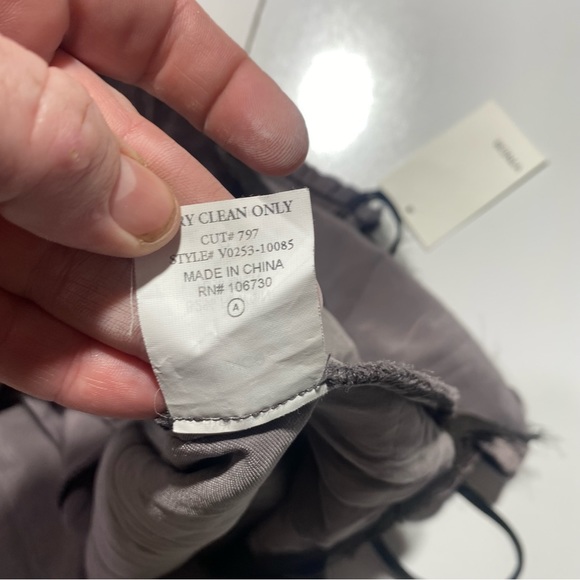 RY CLEAN ONLY
CUT# 797
STYLE# V0253-10085
MADE IN CHINA
RN# 106730
A